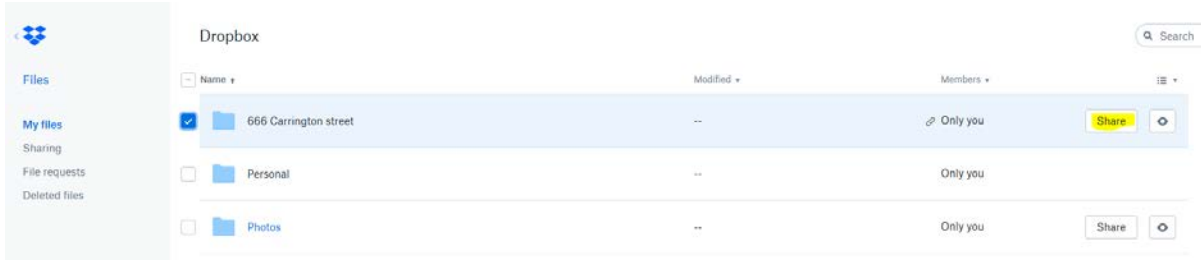 Dropbox
Search
Files
Name Modified Members
My files
666 Carrington street -- Only you Share
Sharing
File requests
Personal -- Only you
Deleted files
Photos -- Only you Share